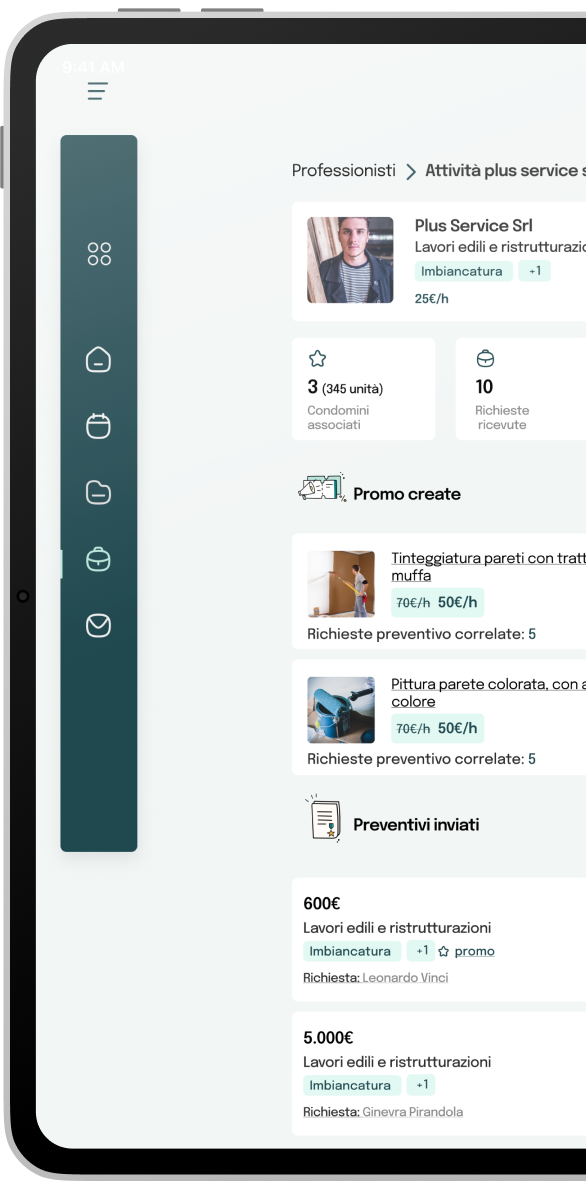 9:41 AM
Professionisti > Attività plus service s
Plus Service Srl
Lavori edili e ristrutturazio
Imbiancatura +1
25€/h
3 (345 unità)
Condomini
associati
10
Richieste
ricevute
Promo create
Tinteggiatura pareti con tratt
muffa
70€/h 50€/h
Richieste preventivo correlate: 5
Pittura parete colorata, con a
colore
70€/h 50€/h
Richieste preventivo correlate: 5
Preventivi inviati
600€
Lavori edili e ristrutturazioni
Imbiancatura +1 promo
Richiesta: Leonardo Vinci
5.000€
Lavori edili e ristrutturazioni
Imbiancatura +1
Richiesta: Ginevra Pirandola